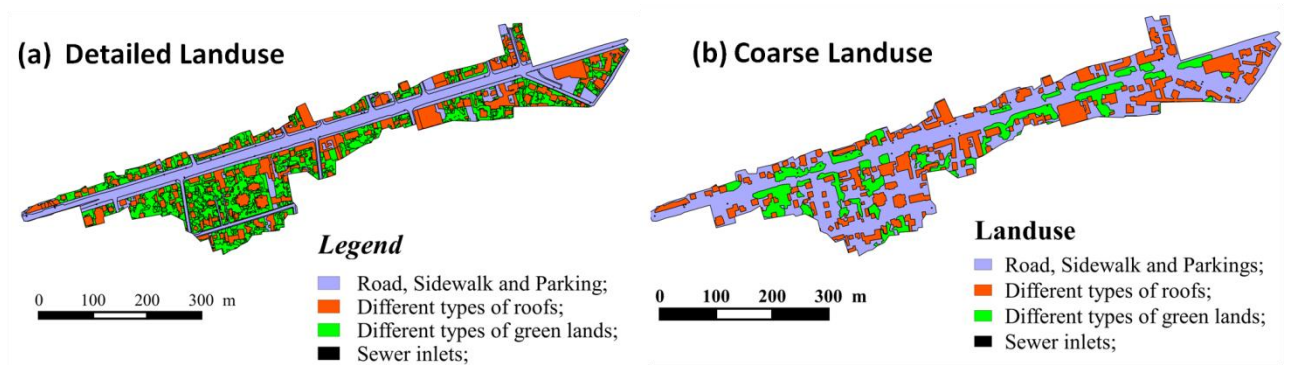 (a) Detailed Landuse
Legend
Road, Sidewalk and Parking;
Different types of roofs;
Different types of green lands;
Sewer inlets;
0 100 200 300 m
(b) Coarse Landuse
Landuse
Road, Sidewalk and Parkings;
Different types of roofs;
Different types of green lands;
Sewer inlets;
0 100 200 300 m